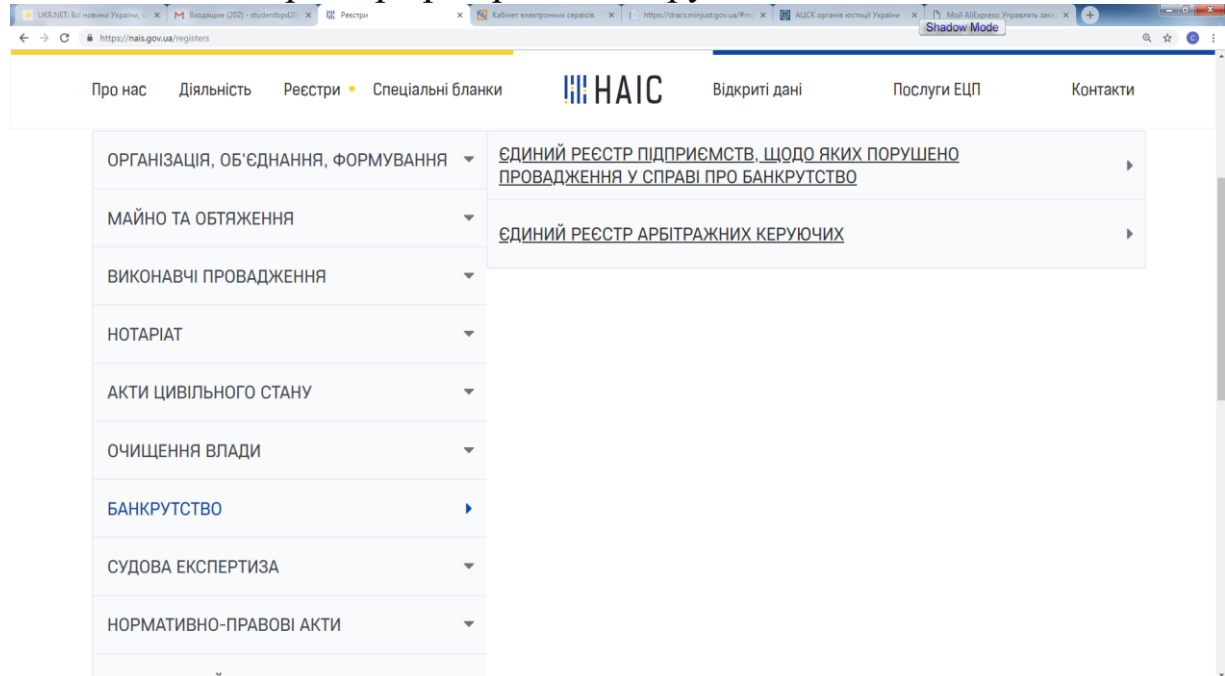 UKR.NET: Всі новини України,
Входящие (202) - studentbpd2
Реєстри
Кабінет електронних сервісів
https://dracs.minjust.gov.ua/#re
АЦСК органів юстиції України
Мой AliExpress: Управлять зака
Shadow Mode
https://nais.gov.ua/registers
Про нас Діяльність Реєстри Спеціальні бланки НАІС Відкриті дані Послуги ЕЦП Контакти
ОРГАНІЗАЦІЯ, ОБ'ЄДНАННЯ, ФОРМУВАННЯ
МАЙНО ТА ОБТЯЖЕННЯ
ВИКОНАВЧІ ПРОВАДЖЕННЯ
НОТАРІАТ
АКТИ ЦИВІЛЬНОГО СТАНУ
ОЧИЩЕННЯ ВЛАДИ
БАНКРУТСТВО
СУДОВА ЕКСПЕРТИЗА
НОРМАТИВНО-ПРАВОВІ АКТИ
ЄДИНИЙ РЕЄСТР ПІДПРИЄМСТВ, ЩОДО ЯКИХ ПОРУШЕНО
ПРОВАДЖЕННЯ У СПРАВІ ПРО БАНКРУТСТВО
ЄДИНИЙ РЕЄСТР АРБІТРАЖНИХ КЕРУЮЧИХ